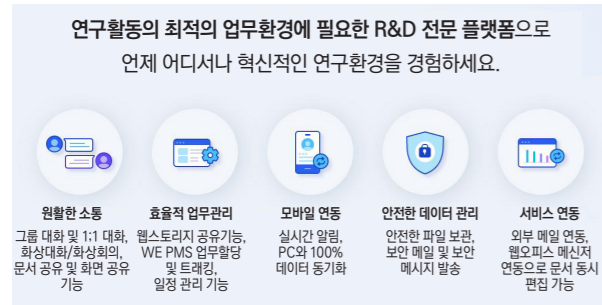 연구활동의 최적의 업무환경에 필요한 R&D 전문 플랫폼으로
언제 어디서나 혁신적인 연구환경을 경험하세요.
원활한 소통
그룹 대화 및 1:1 대화,
화상대화/화상회의,
문서 공유 및 화면 공유
기능
효율적 업무관리
웹스토리지 공유기능,
WE PMS 업무할당
및 트래킹,
일정 관리 기능
모바일 연동
실시간 알림,
PC와 100%
데이터 동기화
안전한 데이터 관리
안전한 파일 보관,
보안 메일 및 보안
메시지 발송
서비스 연동
외부 메일 연동,
웹오피스 메신저
연동으로 문서 동시
편집 가능